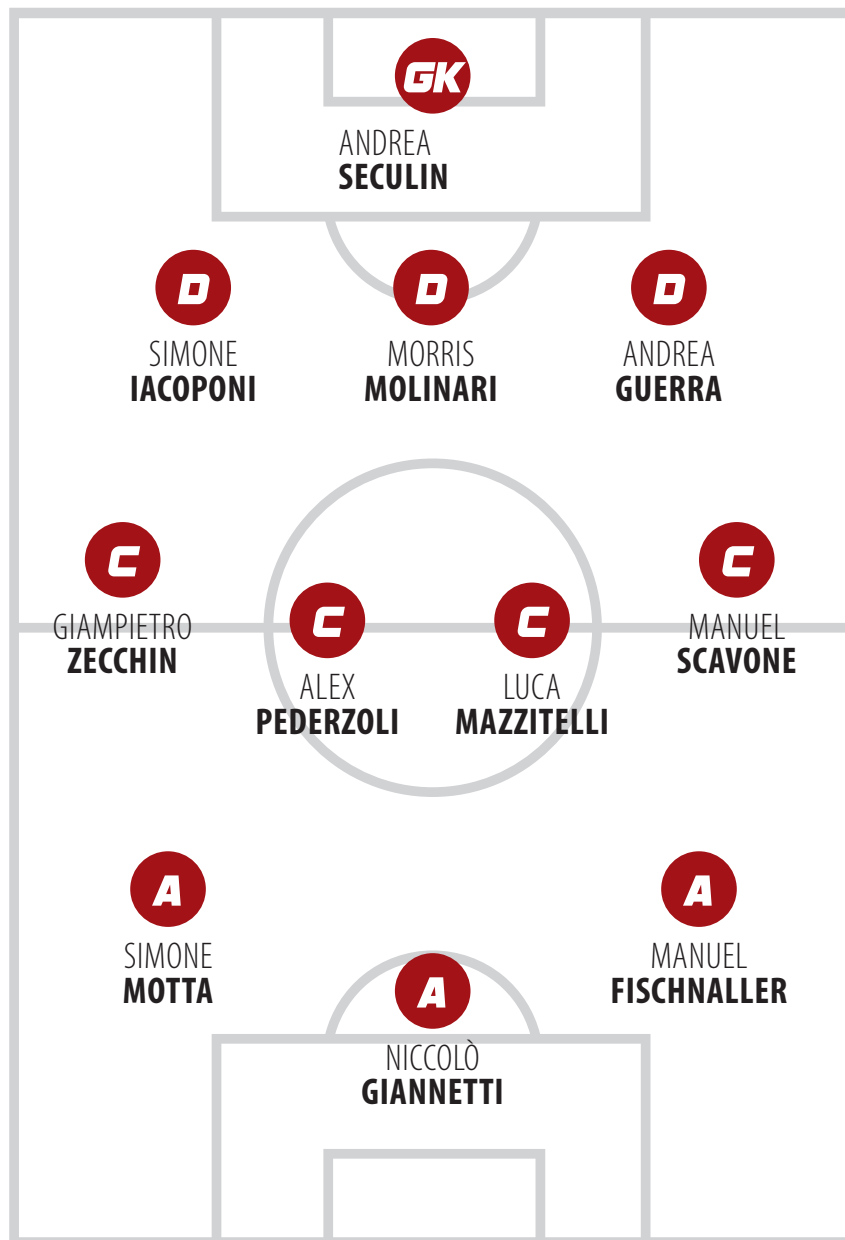 GK
ANDREA
SECULIN
D
SIMONE
IACOPONI
D
MORRIS
MOLINARI
D
ANDREA
GUERRA
C
GIAMPIETRO
ZECCHIN
C
ALEX
PEDERZOLI
C
LUCA
MAZZITELLI
C
MANUEL
SCAVONE
A
SIMONE
MOTTA
A
NICCOLÒ
GIANNETTI
A
MANUEL
FISCHNALLER